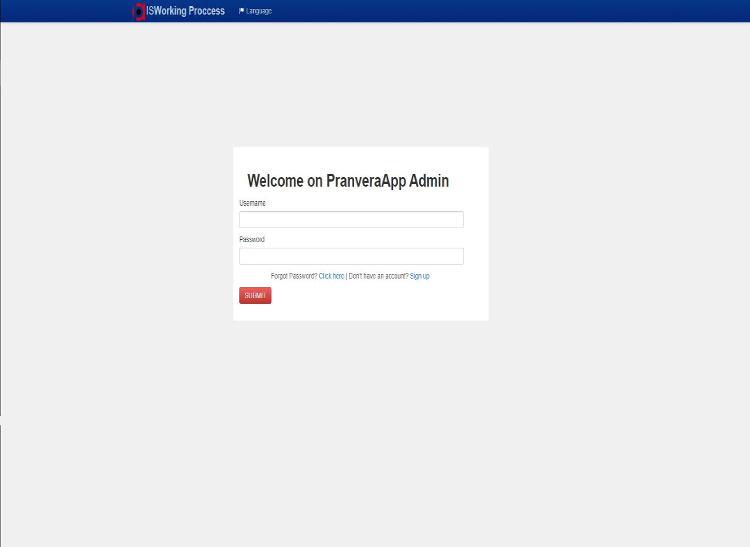 ISWorking Proccess Language
Welcome on PranveraApp Admin
Username
Password
Forgot Password? Click here | Don't have an account? Sign up
SUBMIT